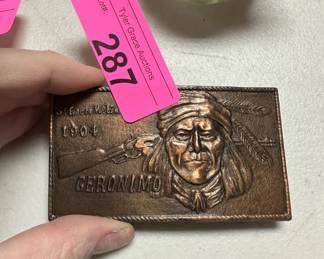 Tyler Grace Auctions
287
1904
GERONIMO